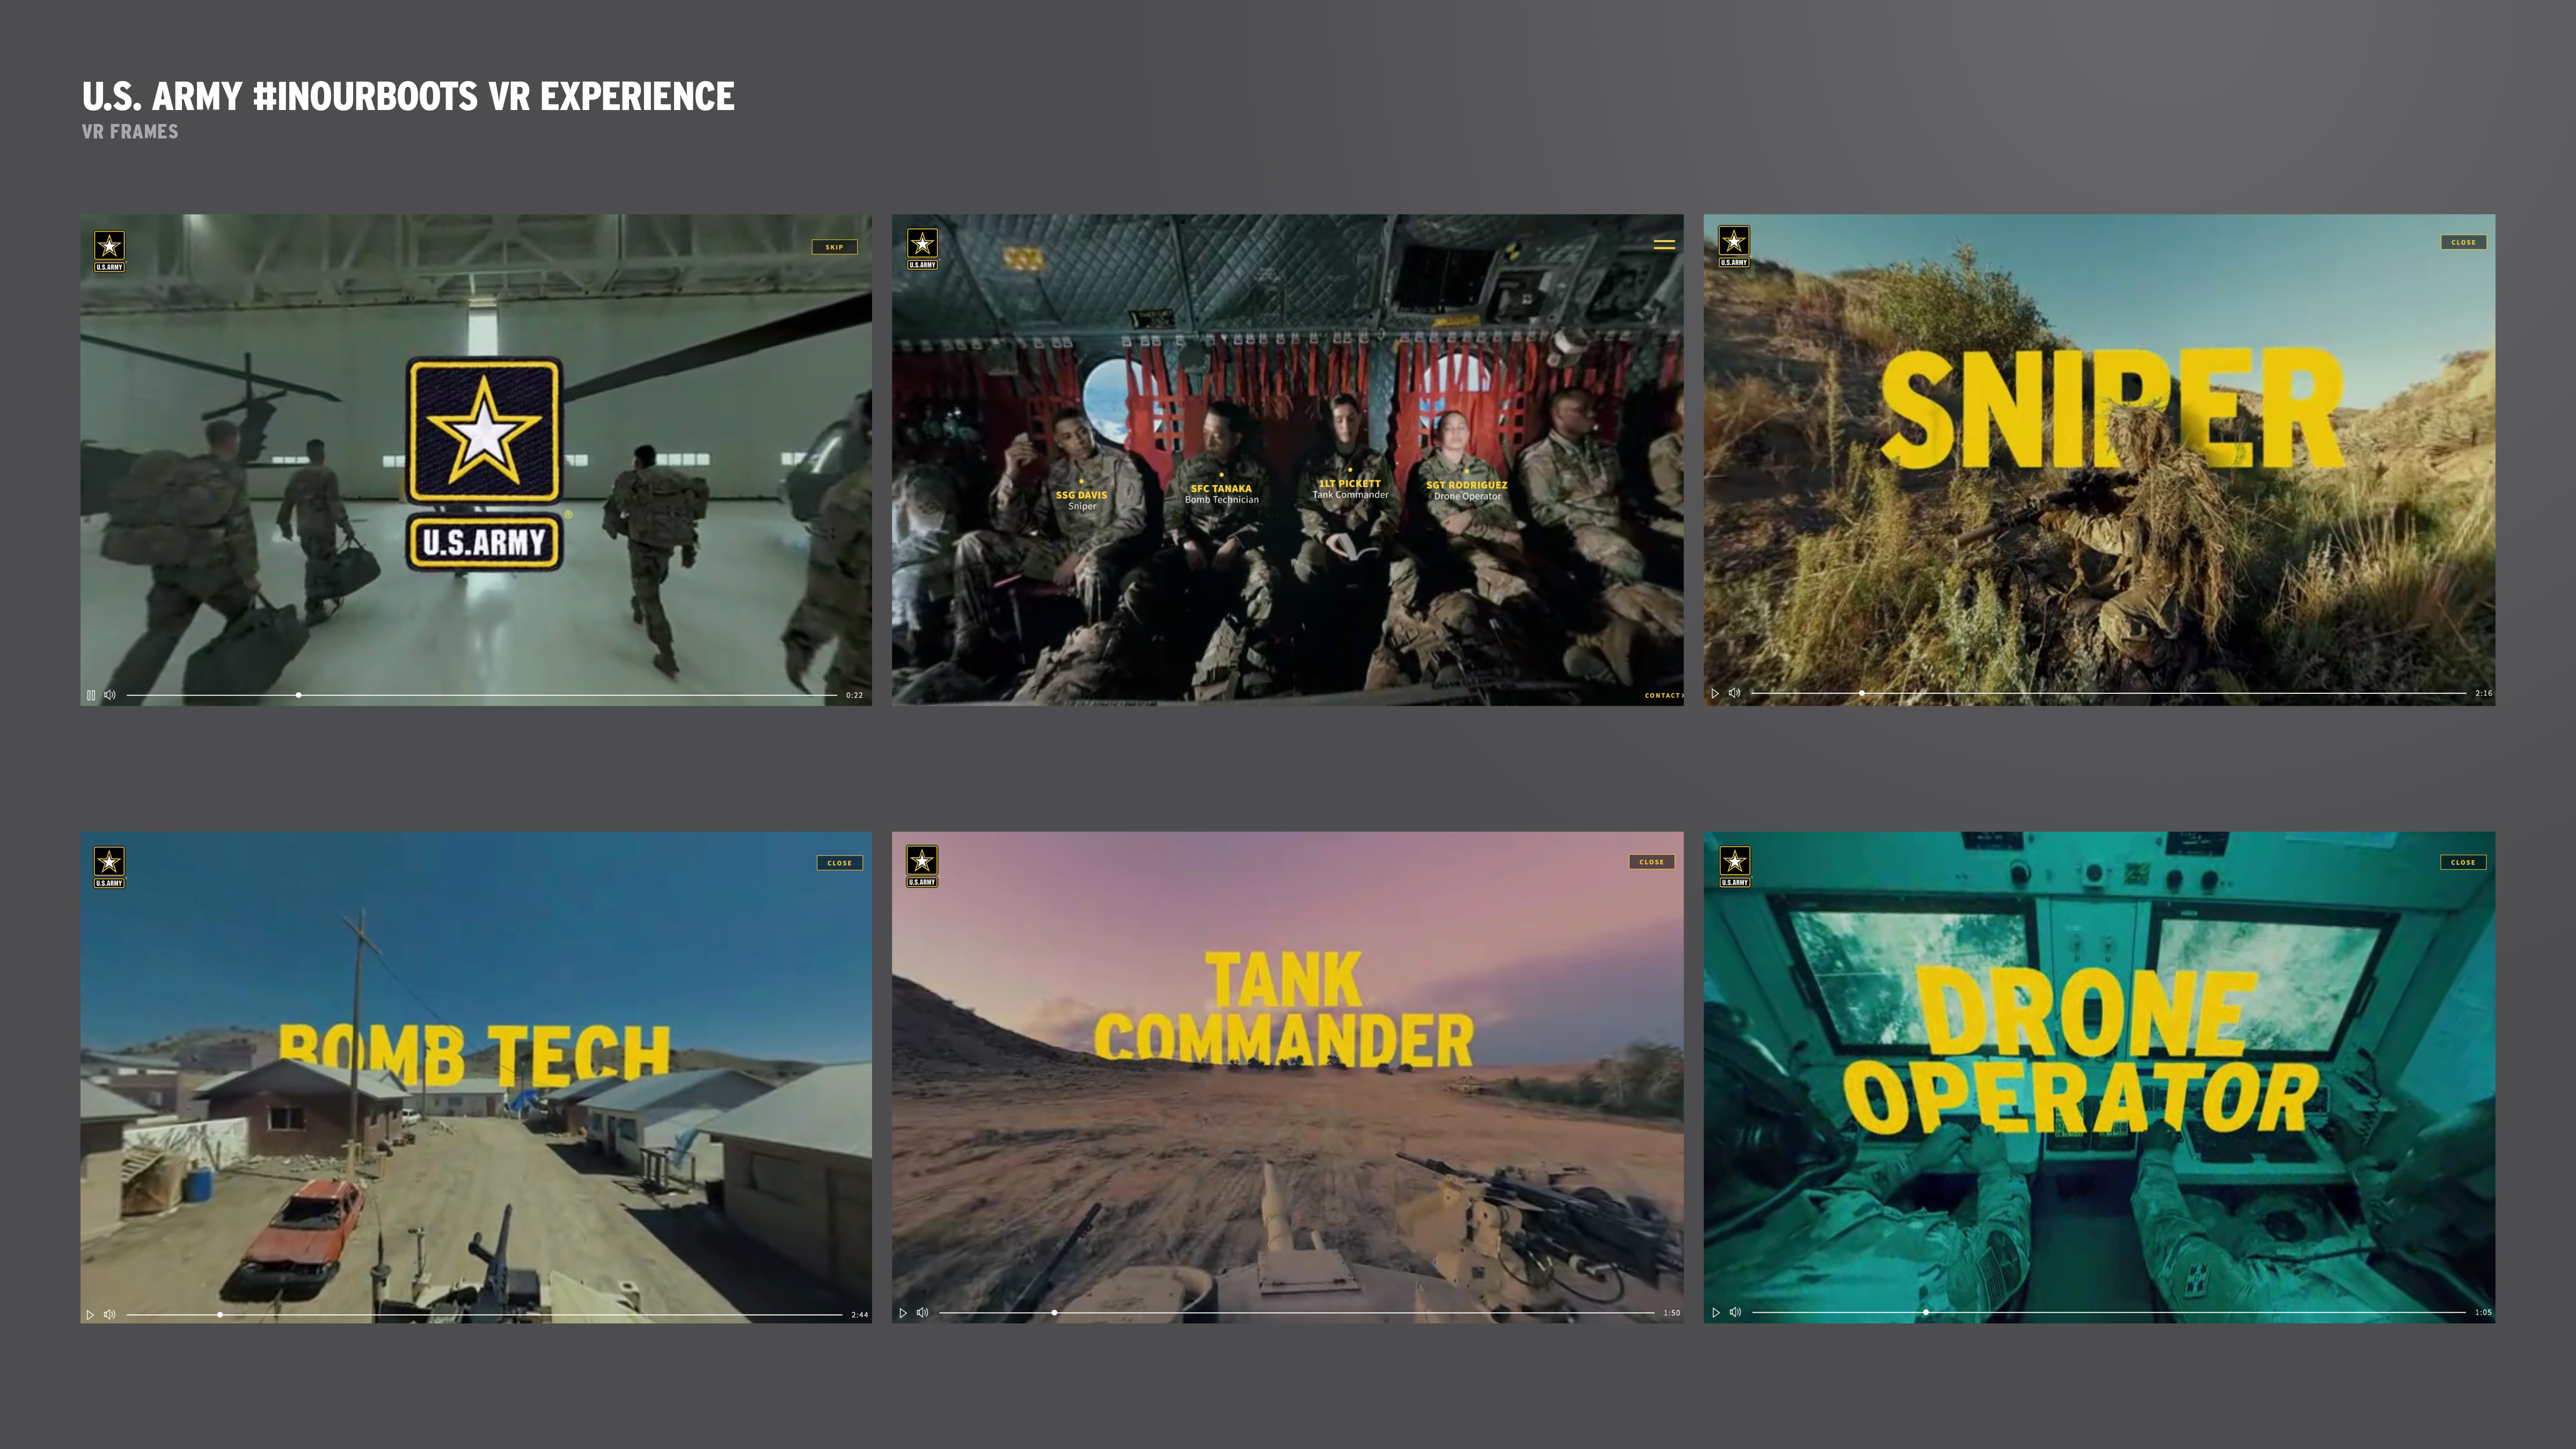 U.S. ARMY #INOURBOOTS VR EXPERIENCE
VR FRAMES
U.S.ARMY
SKIP
U.S.ARMY
0:22
U.S.ARMY
SSG DAVIS
Sniper
SFC TANAKA
Bomb Technician
1LT PICKETT
Tank Commander
SGT RODRIGUEZ
Drone Operator
CONTACT
U.S.ARMY
CLOSE
SNIPER
2:16
U.S.ARMY
CLOSE
BOMB TECH
2:44
U.S.ARMY
CLOSE
TANK
COMMANDER
1:50
U.S.ARMY
CLOSE
DRONE
OPERATOR
1:05